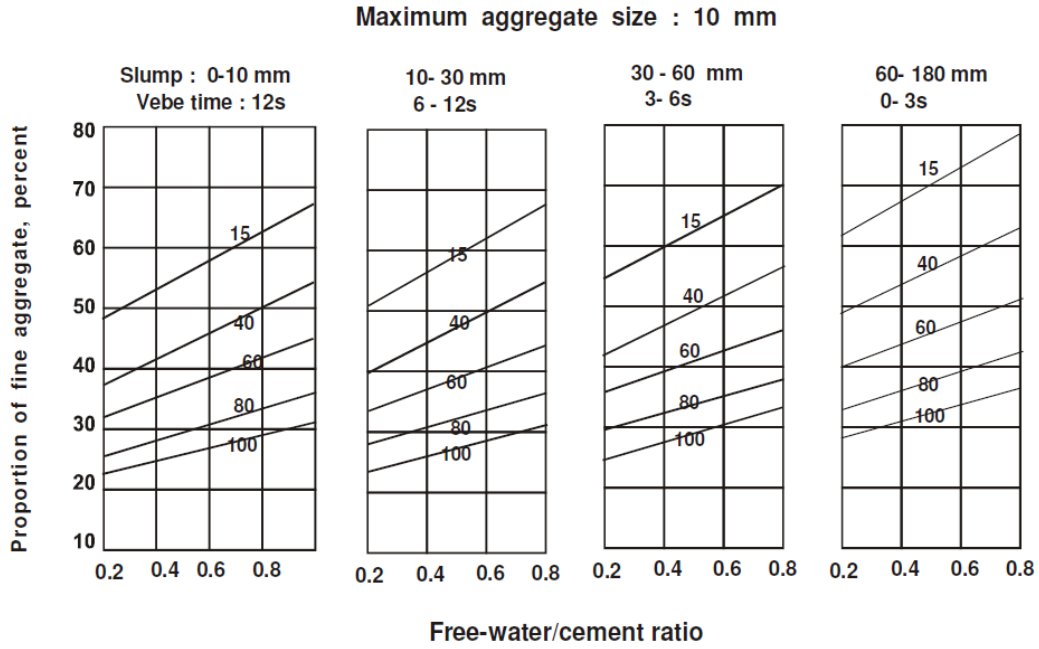 Maximum aggregate size : 10 mm
Slump : 0-10 mm
Vebe time : 12s
10- 30 mm
6 - 12s
30 - 60 mm
3- 6s
60- 180 mm
0- 3s
Proportion of fine aggregate, percent
80
70
60
50
40
30
20
10
15
40
60
80
100
15
40
60
80
100
15
40
60
80
100
15
40
60
80
100
0.2 0.4 0.6 0.8
0.2 0.4 0.6 0.8
0.2 0.4 0.6 0.8
0.2 0.4 0.6 0.8
Free-water/cement ratio